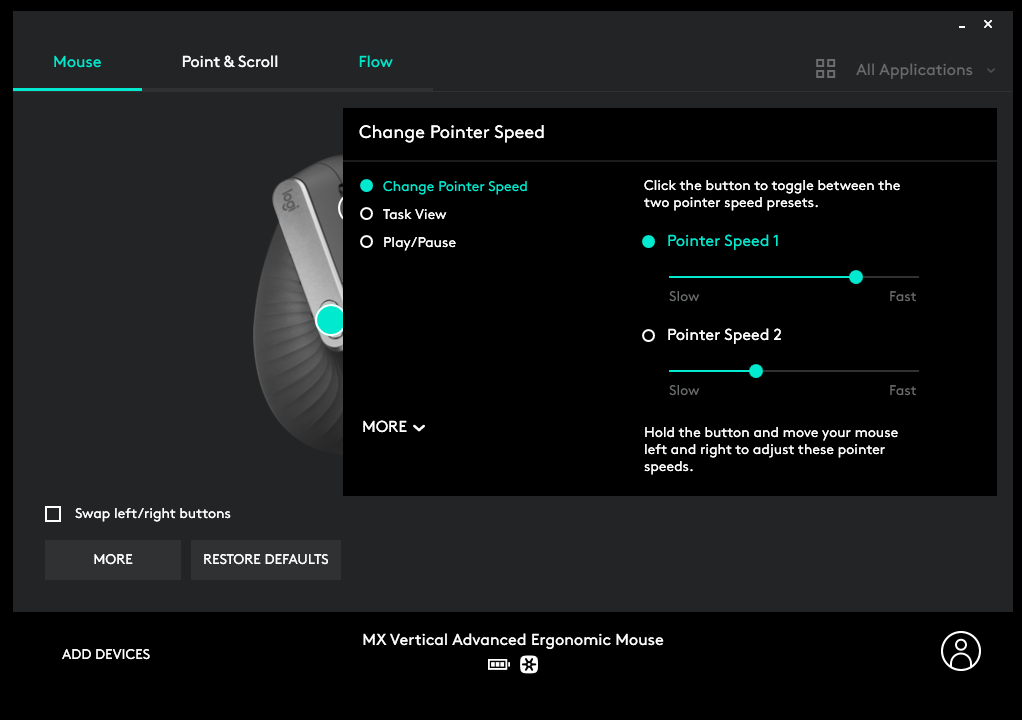 Mouse
Point & Scroll
Flow
All Applications
Change Pointer Speed
Change Pointer Speed
Task View
Play/Pause
MORE
Click the button to toggle between the
two pointer speed presets.
Pointer Speed 1
Slow
Fast
Pointer Speed 2
Slow
Fast
Hold the button and move your mouse
left and right to adjust these pointer
speeds.
logi
Swap left/right buttons
MORE
RESTORE DEFAULTS
ADD DEVICES
MX Vertical Advanced Ergonomic Mouse